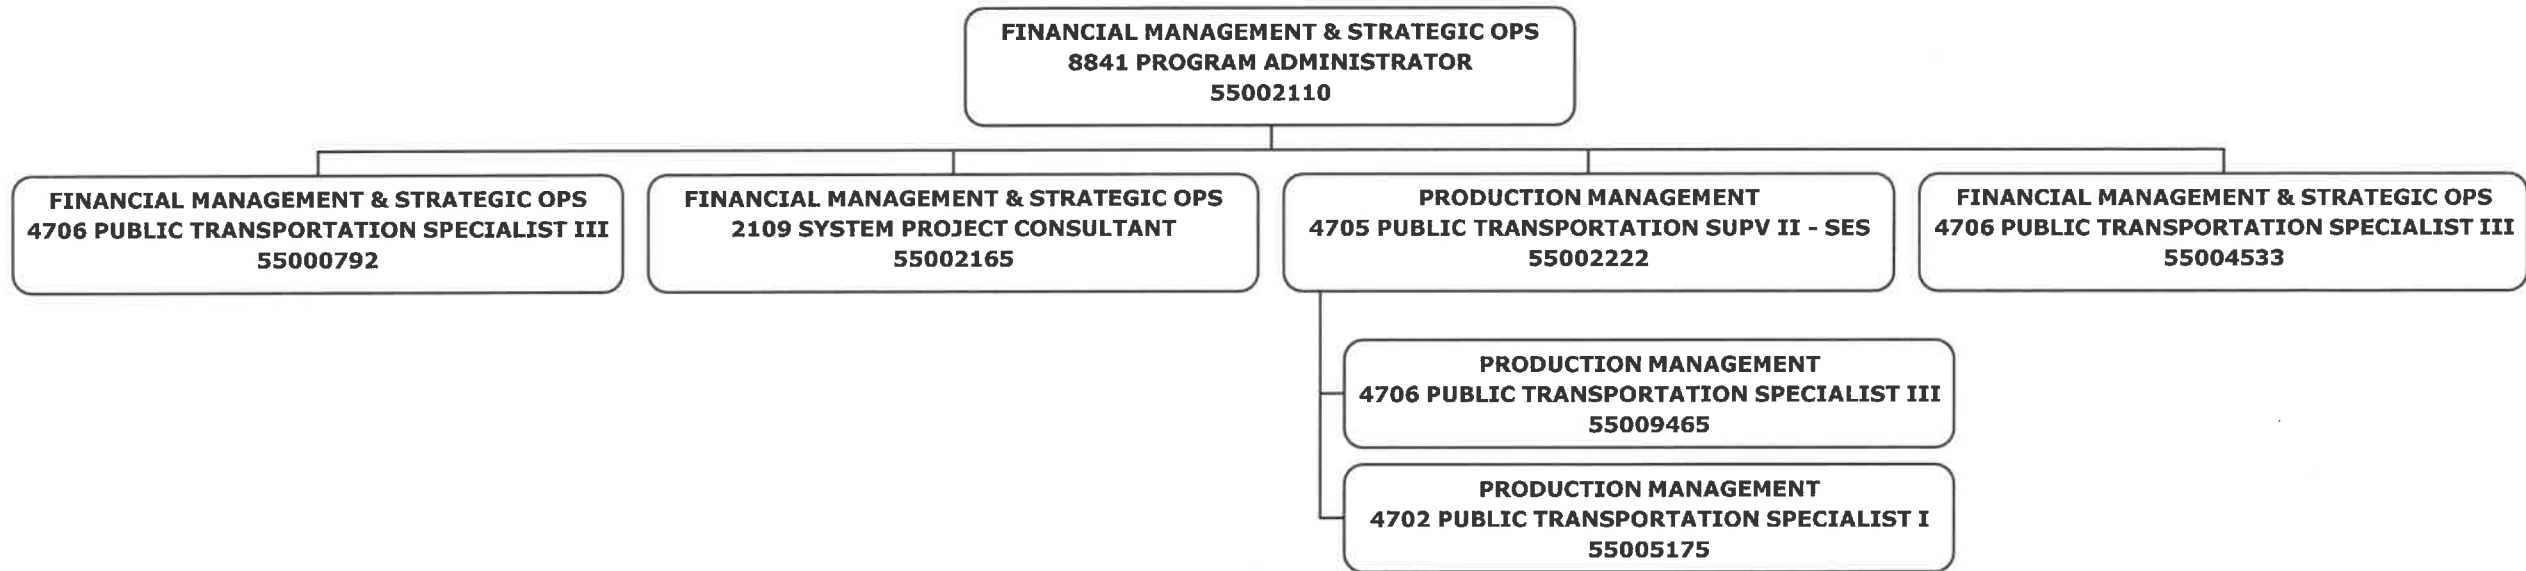 FINANCIAL MANAGEMENT & STRATEGIC OPS
8841 PROGRAM ADMINISTRATOR
55002110
FINANCIAL MANAGEMENT & STRATEGIC OPS
4706 PUBLIC TRANSPORTATION SPECIALIST III
55000792
FINANCIAL MANAGEMENT & STRATEGIC OPS
2109 SYSTEM PROJECT CONSULTANT
55002165
PRODUCTION MANAGEMENT
4705 PUBLIC TRANSPORTATION SUPV II - SES
55002222
FINANCIAL MANAGEMENT & STRATEGIC OPS
4706 PUBLIC TRANSPORTATION SPECIALIST III
55004533
PRODUCTION MANAGEMENT
4706 PUBLIC TRANSPORTATION SPECIALIST III
55009465
PRODUCTION MANAGEMENT
4702 PUBLIC TRANSPORTATION SPECIALIST I
55005175